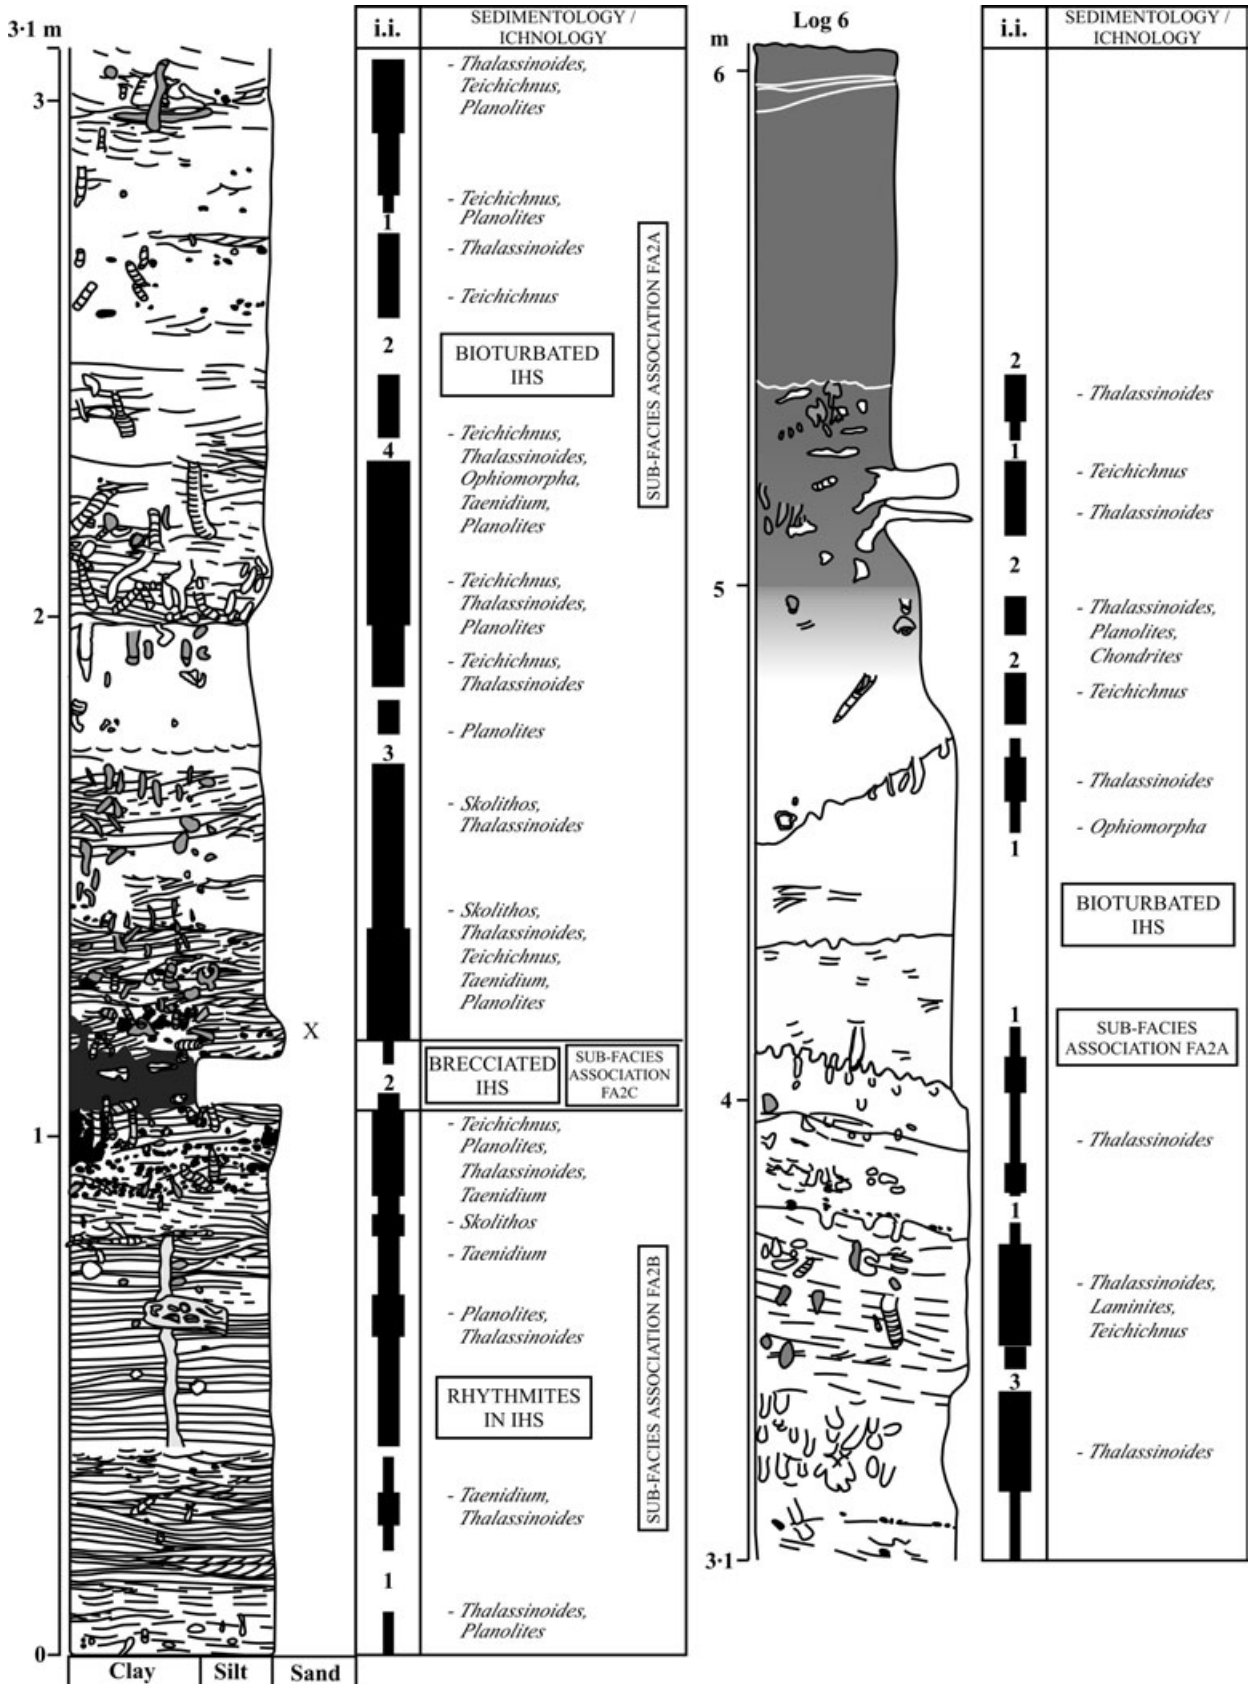 3·1 m
i.i.
SEDIMENTOLOGY /
ICHNOLOGY
3
- Thalassinoides,
Teichichnus,
Planolites
- Teichichnus,
Planolites
1
- Thalassinoides
- Teichichnus
2
BIOTURBATED
IHS
SUB-FACIES ASSOCIATION FA2A
- Teichichnus,
Thalassinoides,
Ophiomorpha,
Taenidium,
Planolites
4
- Teichichnus,
Thalassinoides,
Planolites
2
- Teichichnus,
Thalassinoides
- Planolites
3
- Skolithos,
Thalassinoides
- Skolithos,
Thalassinoides,
Teichichnus,
Taenidium,
Planolites
X
BRECCIATED
IHS
SUB-FACIES
ASSOCIATION
FA2C
2
1
- Teichichnus,
Planolites,
Thalassinoides,
Taenidium
- Skolithos
- Taenidium
- Planolites,
Thalassinoides
RHYTHMITES
IN IHS
SUB-FACIES ASSOCIATION FA2B
- Taenidium,
Thalassinoides
1
- Thalassinoides,
Planolites
0
Clay
Silt
Sand
Log 6
m
i.i.
SEDIMENTOLOGY /
ICHNOLOGY
6
2
- Thalassinoides
1
- Teichichnus
- Thalassinoides
2
5
- Thalassinoides,
Planolites,
Chondrites
2
- Teichichnus
- Thalassinoides
- Ophiomorpha
1
BIOTURBATED
IHS
1
SUB-FACIES
ASSOCIATION FA2A
4
- Thalassinoides
1
- Thalassinoides,
Laminites,
Teichichnus
3
- Thalassinoides
3·1